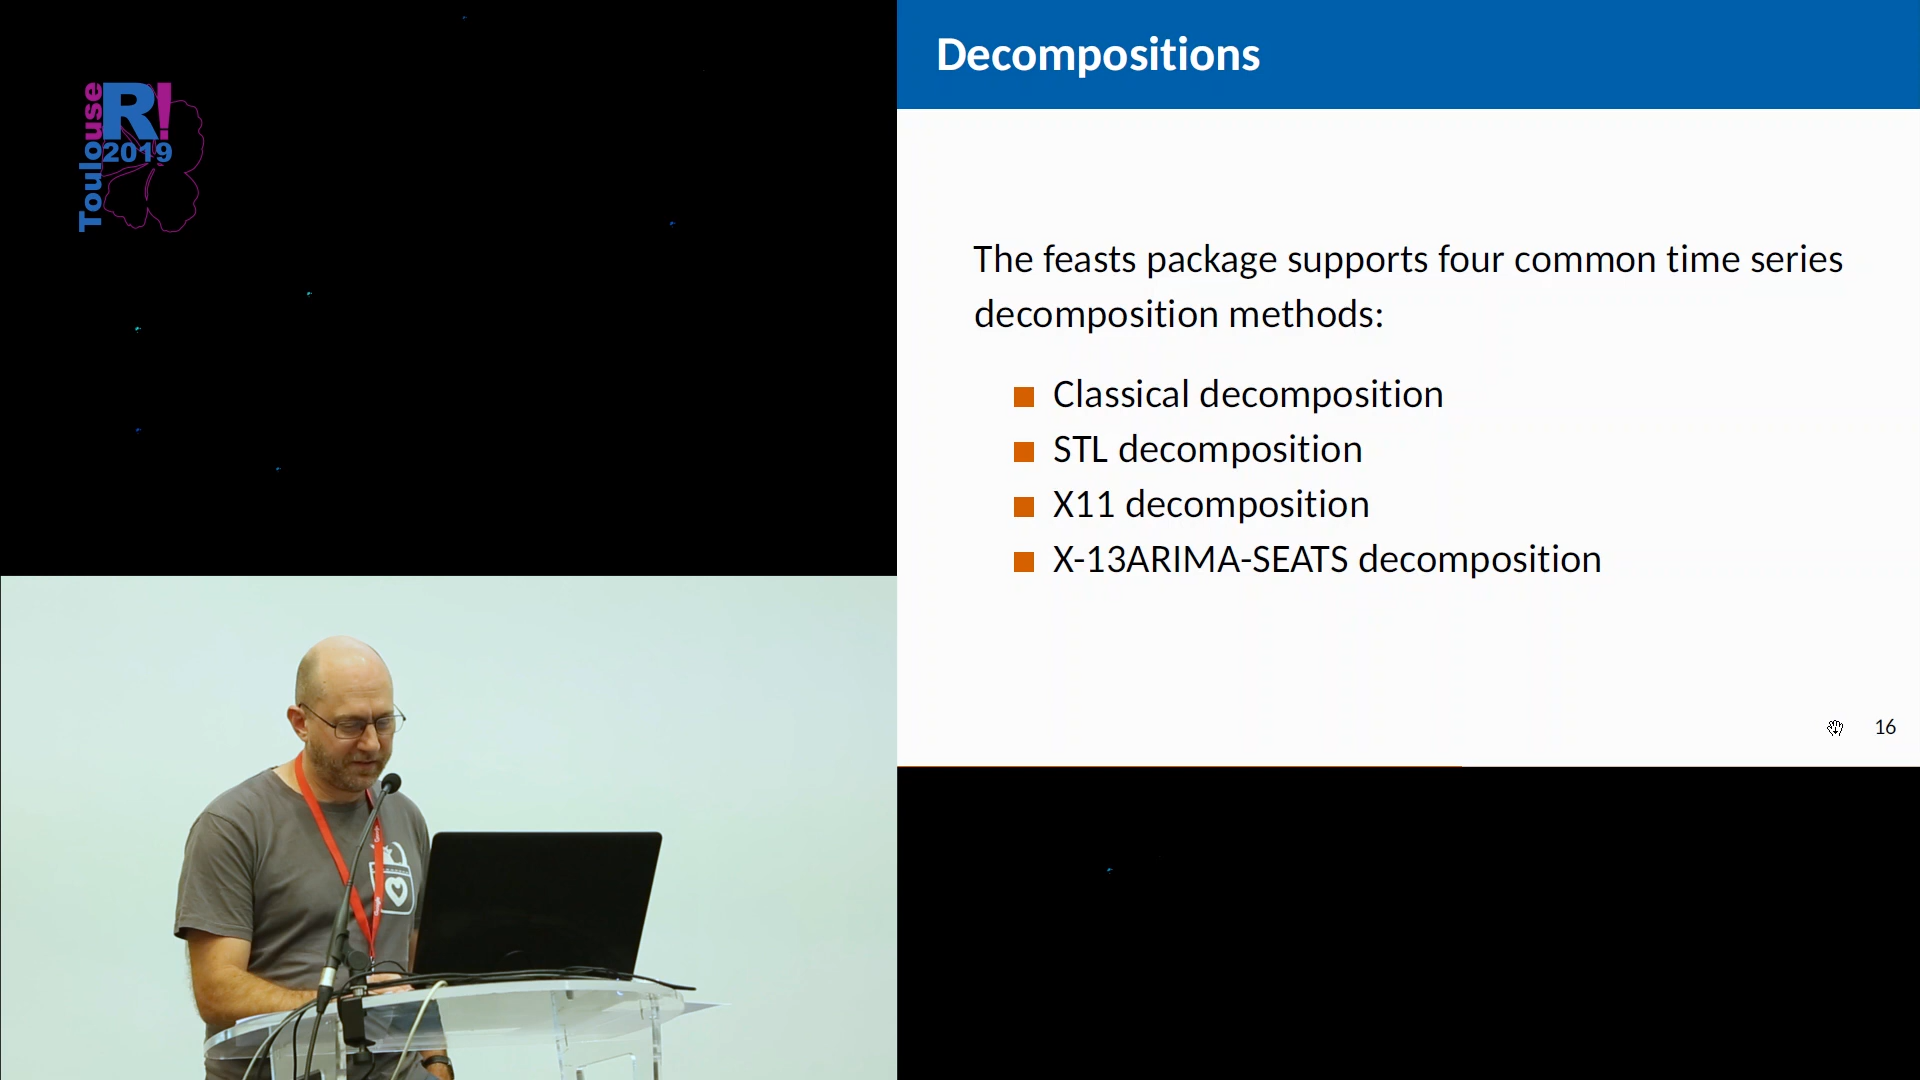 Toulouse
R!
2019
Decompositions
The feasts package supports four common time series
decomposition methods:
Classical decomposition
STL decomposition
X11 decomposition
X-13ARIMA-SEATS decomposition
16